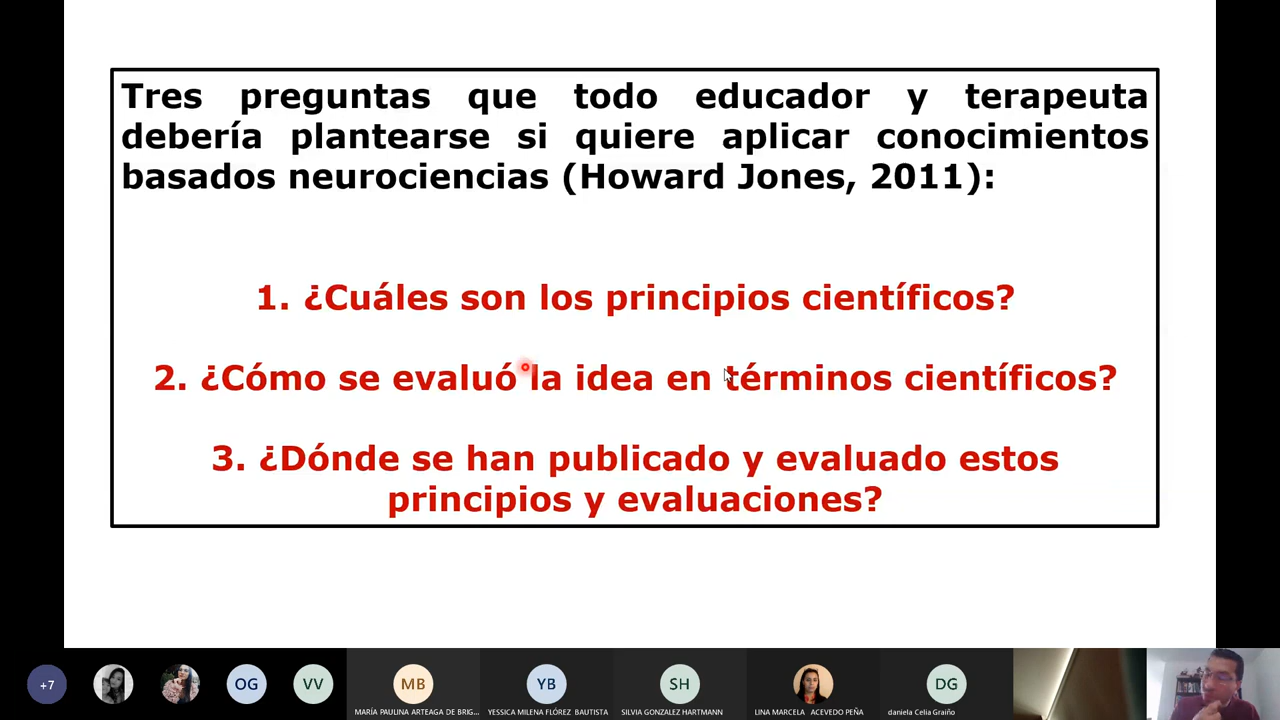 Tres preguntas que todo educador y terapeuta
debería plantearse si quiere aplicar conocimientos
basados neurociencias (Howard Jones, 2011):
1. ¿Cuáles son los principios científicos?
2. ¿Cómo se evaluó la idea en términos científicos?
3. ¿Dónde se han publicado y evaluado estos
principios y evaluaciones?
+7
OG
VV
MB
YB
SH
DG
MARÍA PAULINA ARTEAGA DE BRIG...
YESSICA MILENA FLÓREZ BAUTISTA
SILVIA GONZALEZ HARTMANN
LINA MARCELA ACEVEDO PEÑA
daniela Celia Graiño